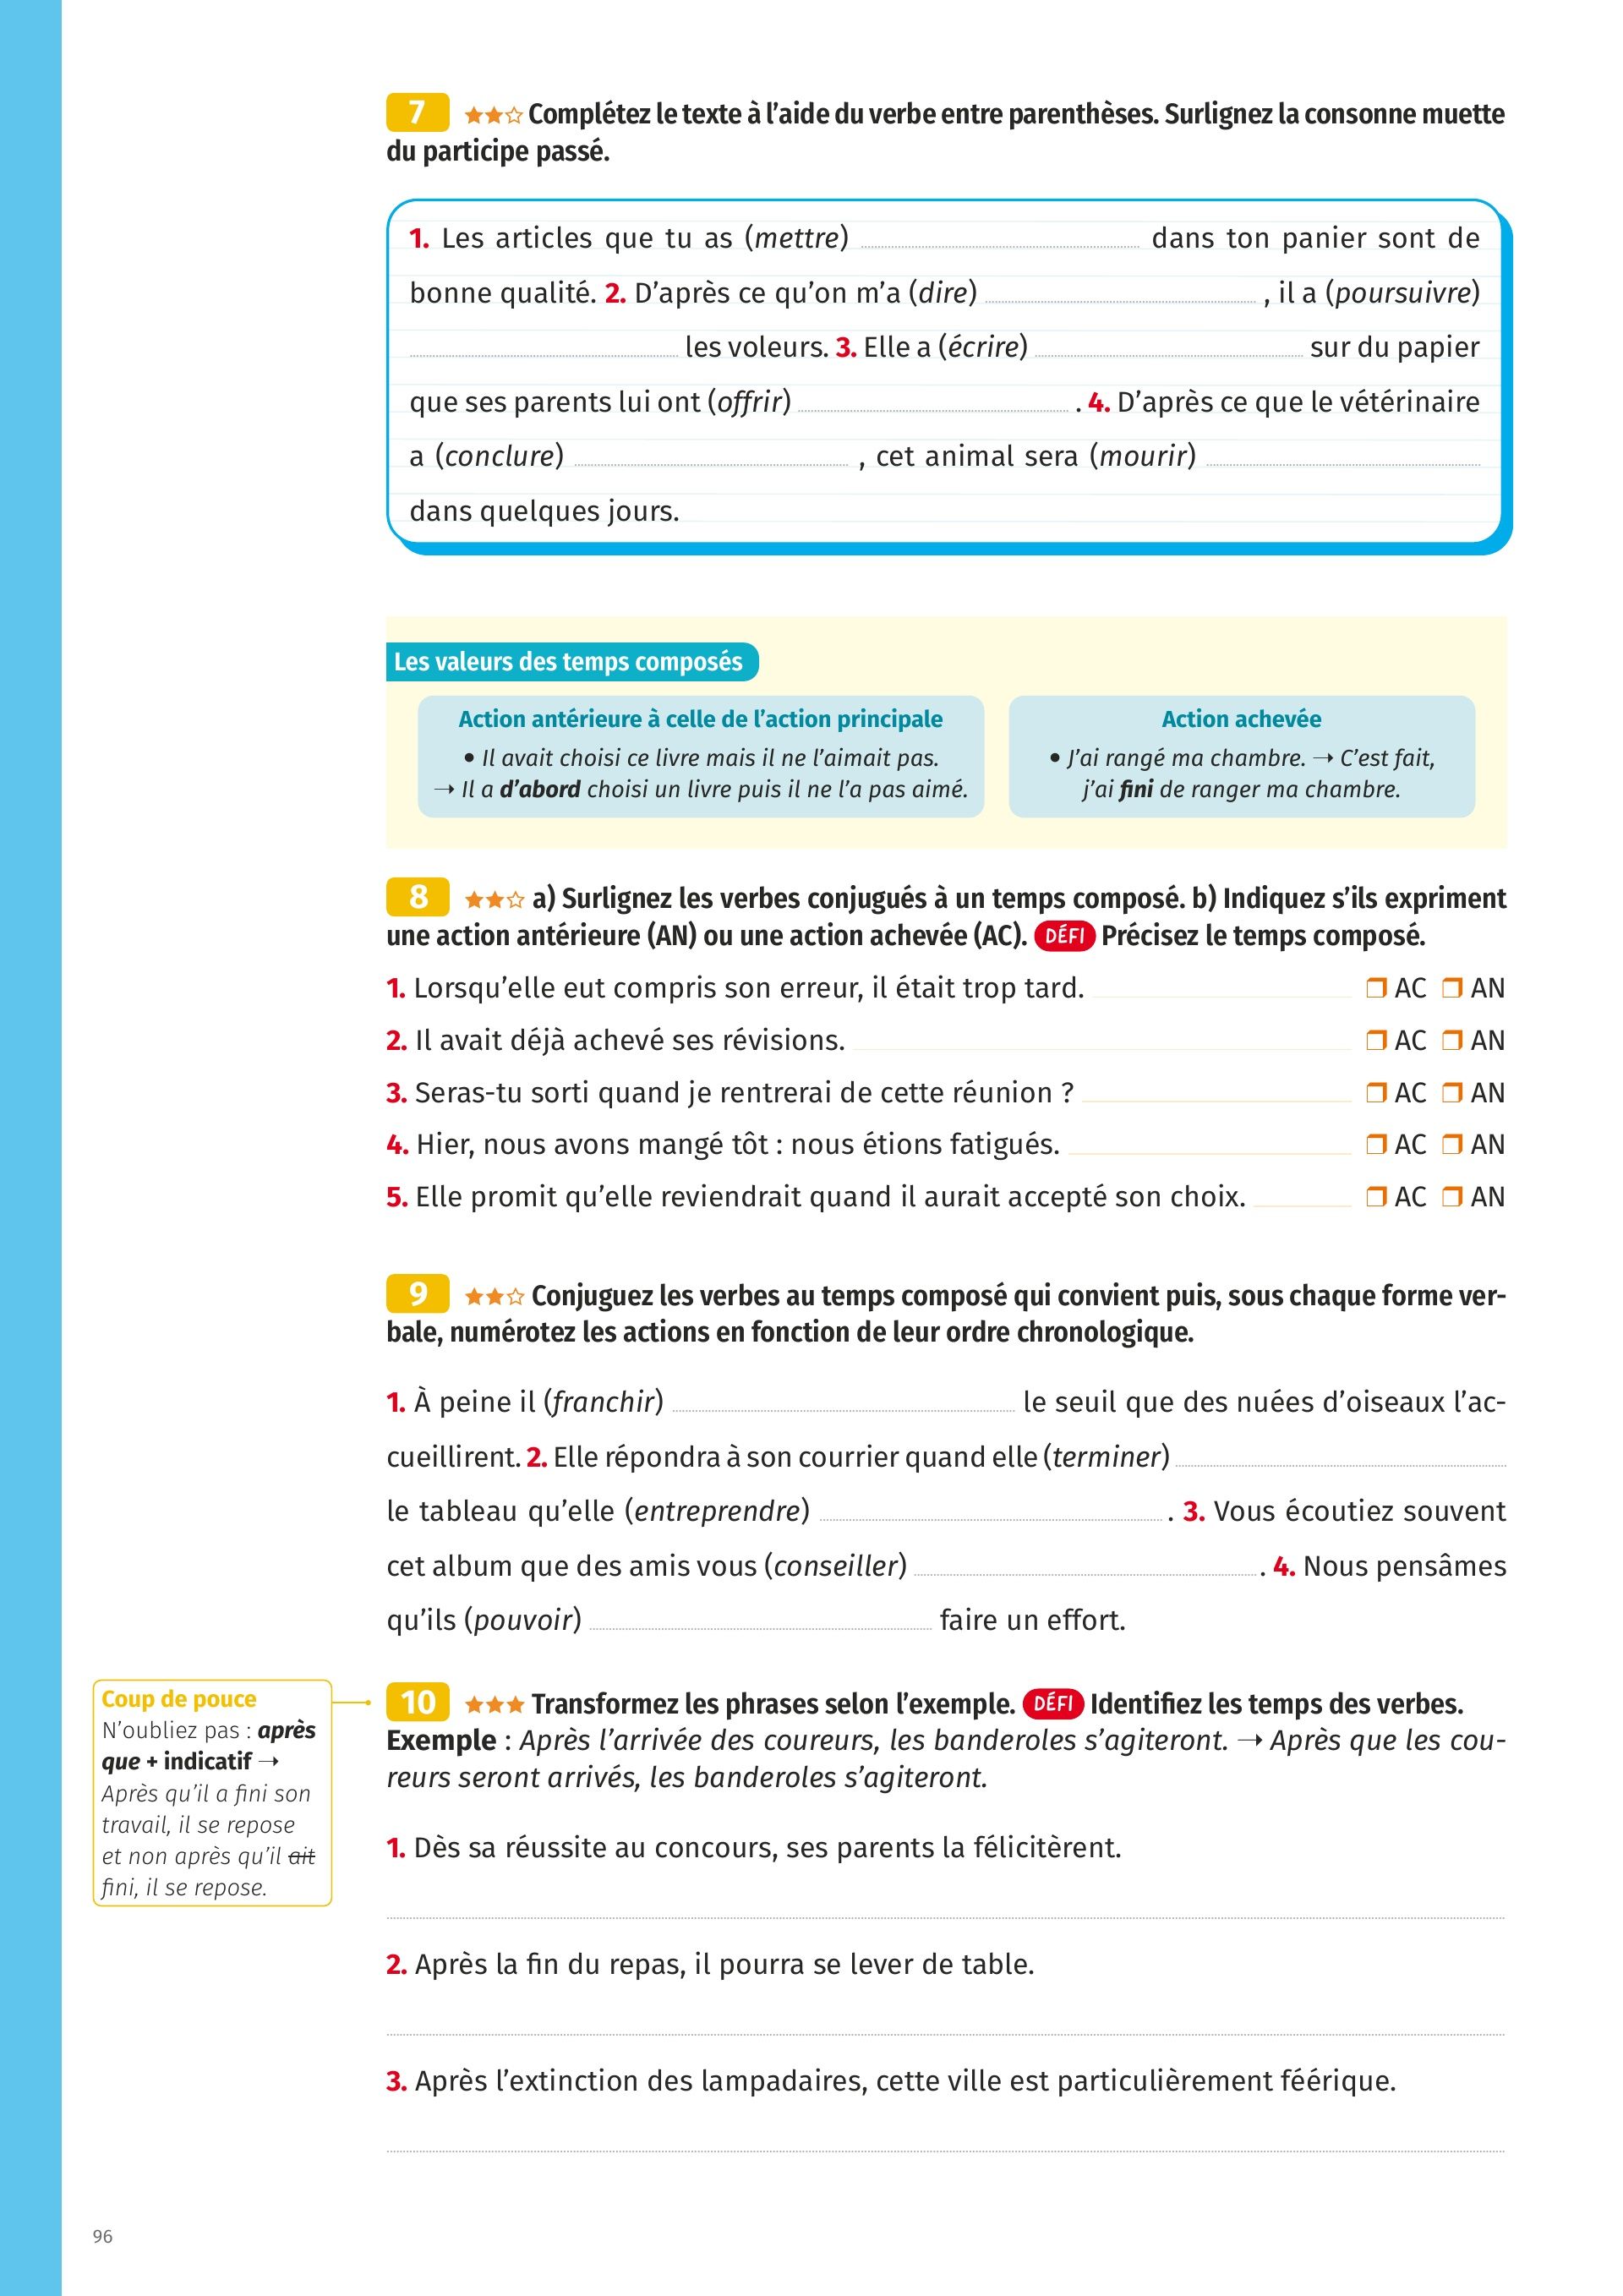 7 ★★☆ Complétez le texte à l’aide du verbe entre parenthèses. Surlignez la consonne muette
du participe passé.
1. Les articles que tu as (mettre) dans ton panier sont de
bonne qualité. 2. D’après ce qu’on m’a (dire) , il a (poursuivre)
les voleurs. 3. Elle a (écrire) sur du papier
que ses parents lui ont (offrir) . 4. D’après ce que le vétérinaire
a (conclure) , cet animal sera (mourir)
dans quelques jours.
Les valeurs des temps composés
Action antérieure à celle de l’action principale
• Il avait choisi ce livre mais il ne l’aimait pas.
→ Il a d’abord choisi un livre puis il ne l’a pas aimé.
Action achevée
• J’ai rangé ma chambre. → C’est fait,
j’ai fini de ranger ma chambre.
8 ★★☆ a) Surlignez les verbes conjugués à un temps composé. b) Indiquez s’ils expriment
une action antérieure (AN) ou une action achevée (AC). DÉFI Précisez le temps composé.
1. Lorsqu’elle eut compris son erreur, il était trop tard. ❒ AC ❒ AN
2. Il avait déjà achevé ses révisions. ❒ AC ❒ AN
3. Seras-tu sorti quand je rentrerai de cette réunion ? ❒ AC ❒ AN
4. Hier, nous avons mangé tôt : nous étions fatigués. ❒ AC ❒ AN
5. Elle promit qu’elle reviendrait quand il aurait accepté son choix. ❒ AC ❒ AN
9 ★★☆ Conjuguez les verbes au temps composé qui convient puis, sous chaque forme ver-
bale, numérotez les actions en fonction de leur ordre chronologique.
1. À peine il (franchir) le seuil que des nuées d’oiseaux l’ac-
cueillirent. 2. Elle répondra à son courrier quand elle (terminer)
le tableau qu’elle (entreprendre) . 3. Vous écoutiez souvent
cet album que des amis vous (conseiller) . 4. Nous pensâmes
qu’ils (pouvoir) faire un effort.
Coup de pouce
N’oubliez pas : après
que + indicatif →
Après qu’il a fini son
travail, il se repose
et non après qu’il ait
fini, il se repose.
10 ★★★ Transformez les phrases selon l’exemple. DÉFI Identifiez les temps des verbes.
Exemple : Après l’arrivée des coureurs, les banderoles s’agiteront. → Après que les cou-
reurs seront arrivés, les banderoles s’agiteront.
1. Dès sa réussite au concours, ses parents la félicitèrent.
2. Après la fin du repas, il pourra se lever de table.
3. Après l’extinction des lampadaires, cette ville est particulièrement féérique.
96